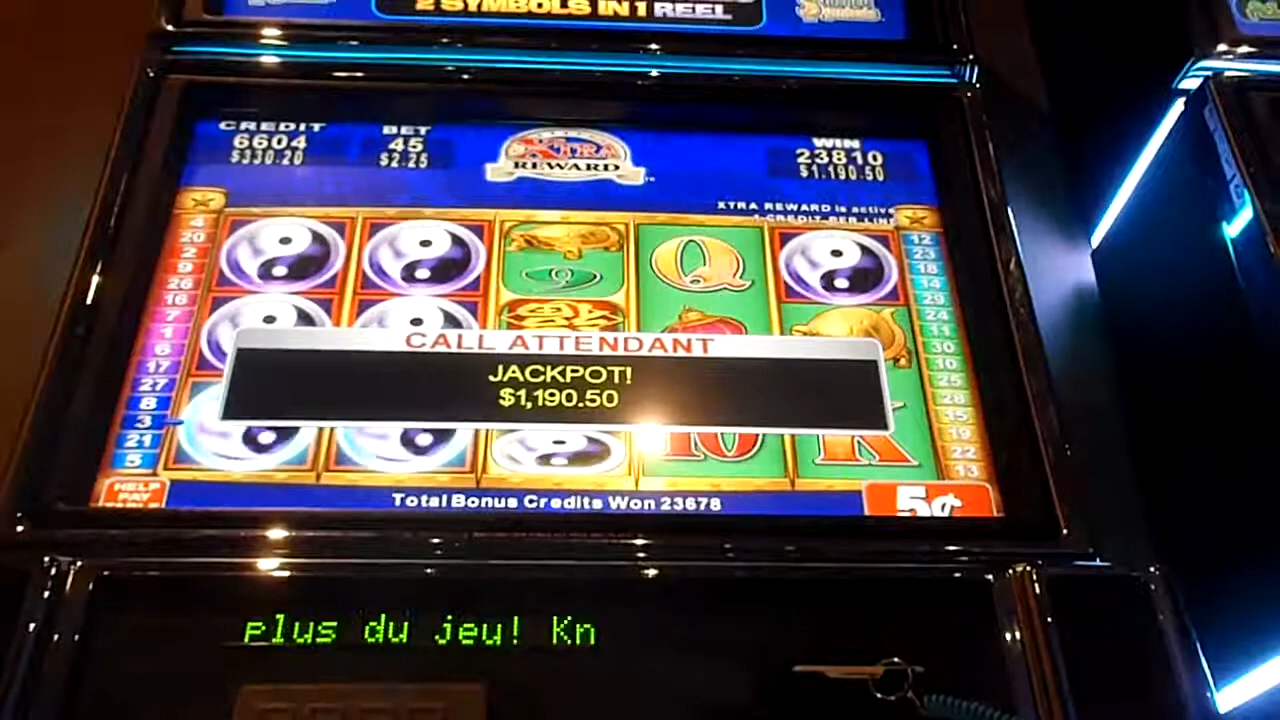 2 SYMBOLS IN 1 REEL
CREDIT
6604
$330.20
BET
45
$2.25
XTRA
REWARD
WIN
23810
$1,190.50
XTRA REWARD is active
1 CREDIT PER LINE
4
20
2
9
26
16
7
1
6
17
27
8
3
21
5
9
Q
10
K
12
23
18
14
29
24
11
30
10
25
28
15
19
22
13
CALL ATTENDANT
JACKPOT!
$1,190.50
HELP
PAY
Total Bonus Credits Won 23678
5¢
plus du jeu! Kn